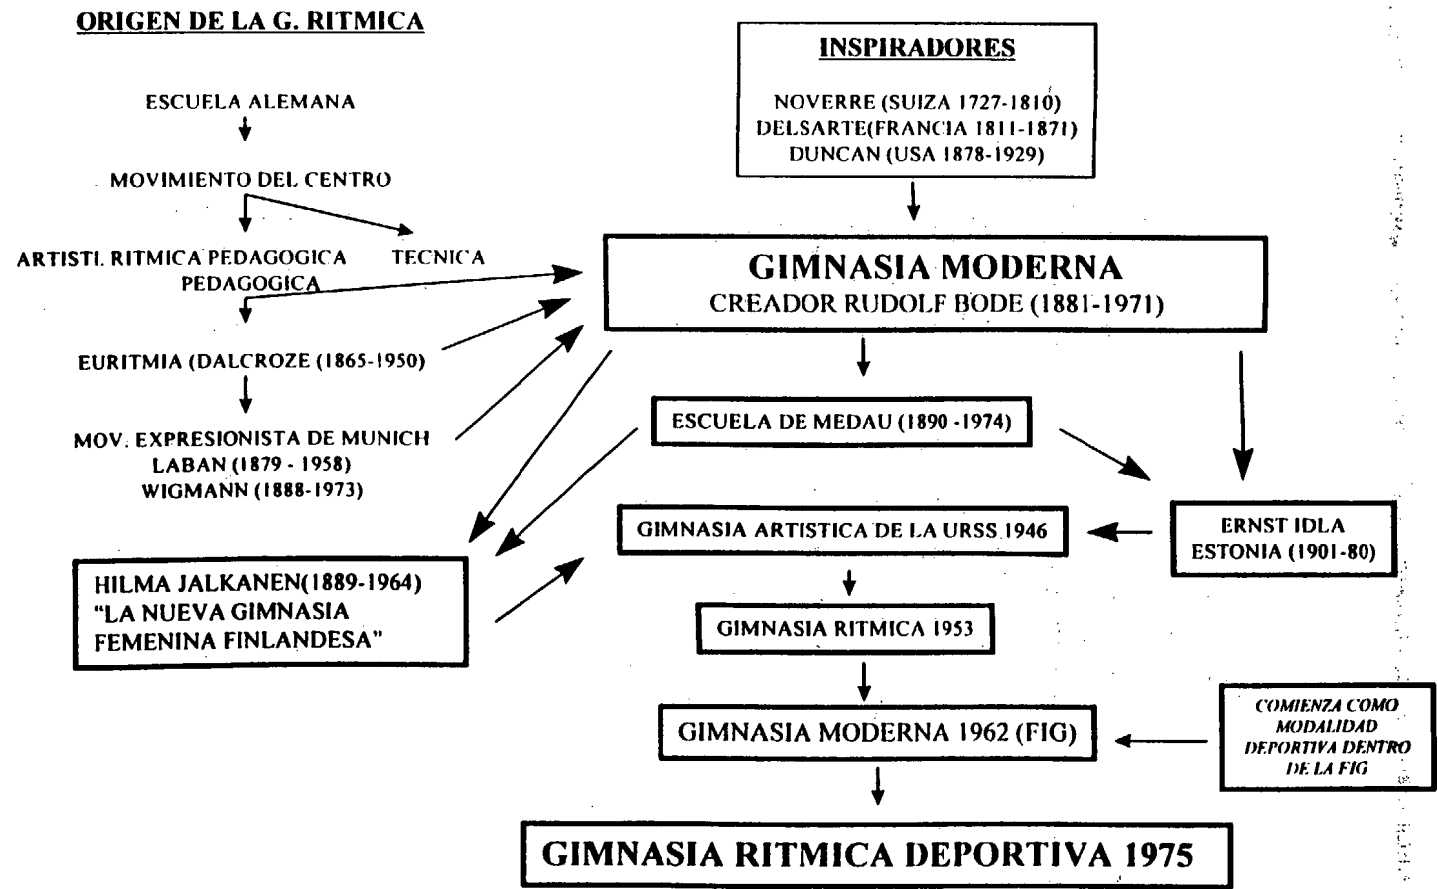 ORIGEN DE LA G. RITMICA
ESCUELA ALEMANA
MOVIMIENTO DEL CENTRO
ARTISTI. RITMICA PEDAGOGICA TECNICA
PEDAGOGICA
EURITMIA (DALCROZE (1865-1950)
MOV. EXPRESIONISTA DE MUNICH
LABAN (1879 - 1958)
WIGMANN (1888-1973)
HILMA JALKANEN(1889-1964)
"LA NUEVA GIMNASIA
FEMENINA FINLANDESA"
INSPIRADORES
NOVERRE (SUIZA 1727-1810)
DELSARTE(FRANCIA 1811-1871)
DUNCAN (USA 1878-1929)
GIMNASIA MODERNA
CREADOR RUDOLF BODE (1881-1971)
ESCUELA DE MEDAU (1890 -1974)
ERNST IDLA
ESTONIA (1901-80)
GIMNASIA ARTISTICA DE LA URSS 1946
GIMNASIA RITMICA 1953
GIMNASIA MODERNA 1962 (FIG)
COMIENZA COMO
MODALIDAD
DEPORTIVA DENTRO
DE LA FIG
GIMNASIA RITMICA DEPORTIVA 1975